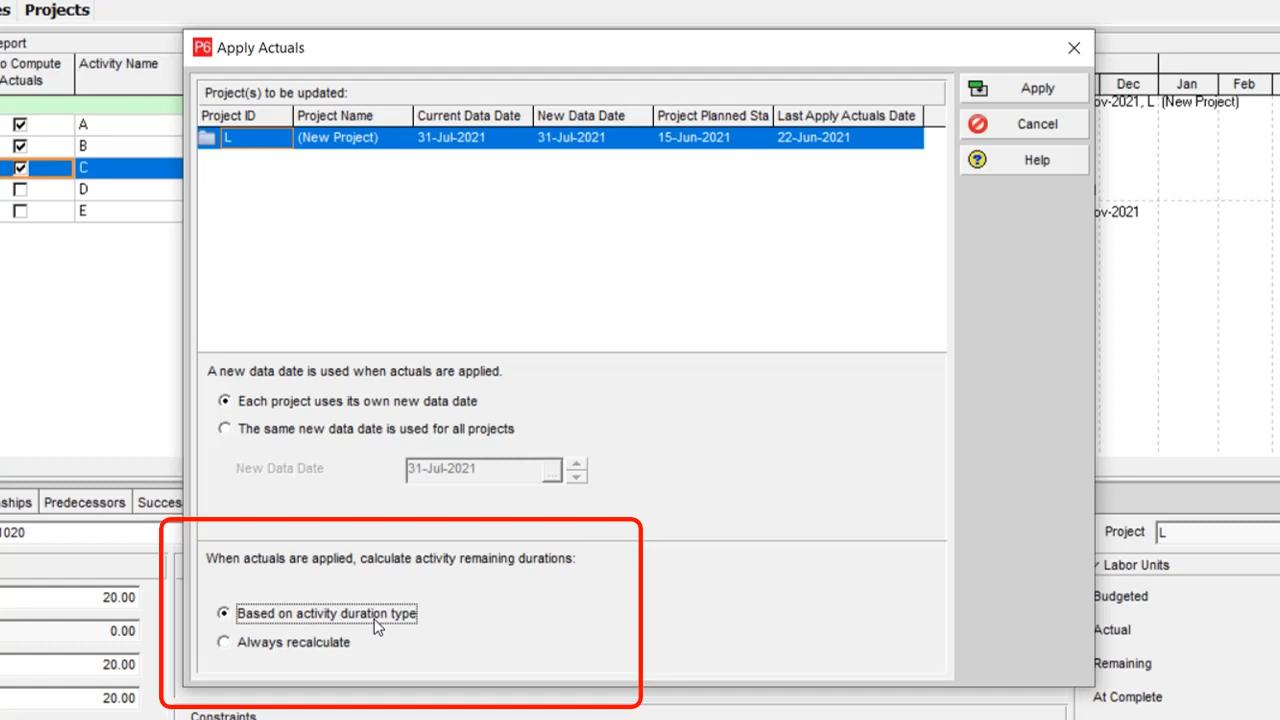 es Projects
eport
o Compute Activity Name
Actuals
P6 Apply Actuals
Project(s) to be updated:
Project ID Project Name Current Data Date New Data Date Project Planned Sta Last Apply Actuals Date
L (New Project) 31-Jul-2021 31-Jul-2021 15-Jun-2021 22-Jun-2021
A
B
C
D
E
Apply
Cancel
? Help
Dec Jan Feb
ov-2021, L (New Project)
ov-2021
A new data date is used when actuals are applied.
Each project uses its own new data date
The same new data date is used for all projects
New Data Date 31-Jul-2021 ...
nships Predecessors Succes
1020
When actuals are applied, calculate activity remaining durations:
Based on activity duration type
Always recalculate
20.00
0.00
20.00
20.00
Project L
Labor Units
Budgeted
Actual
Remaining
At Complete
Constraints